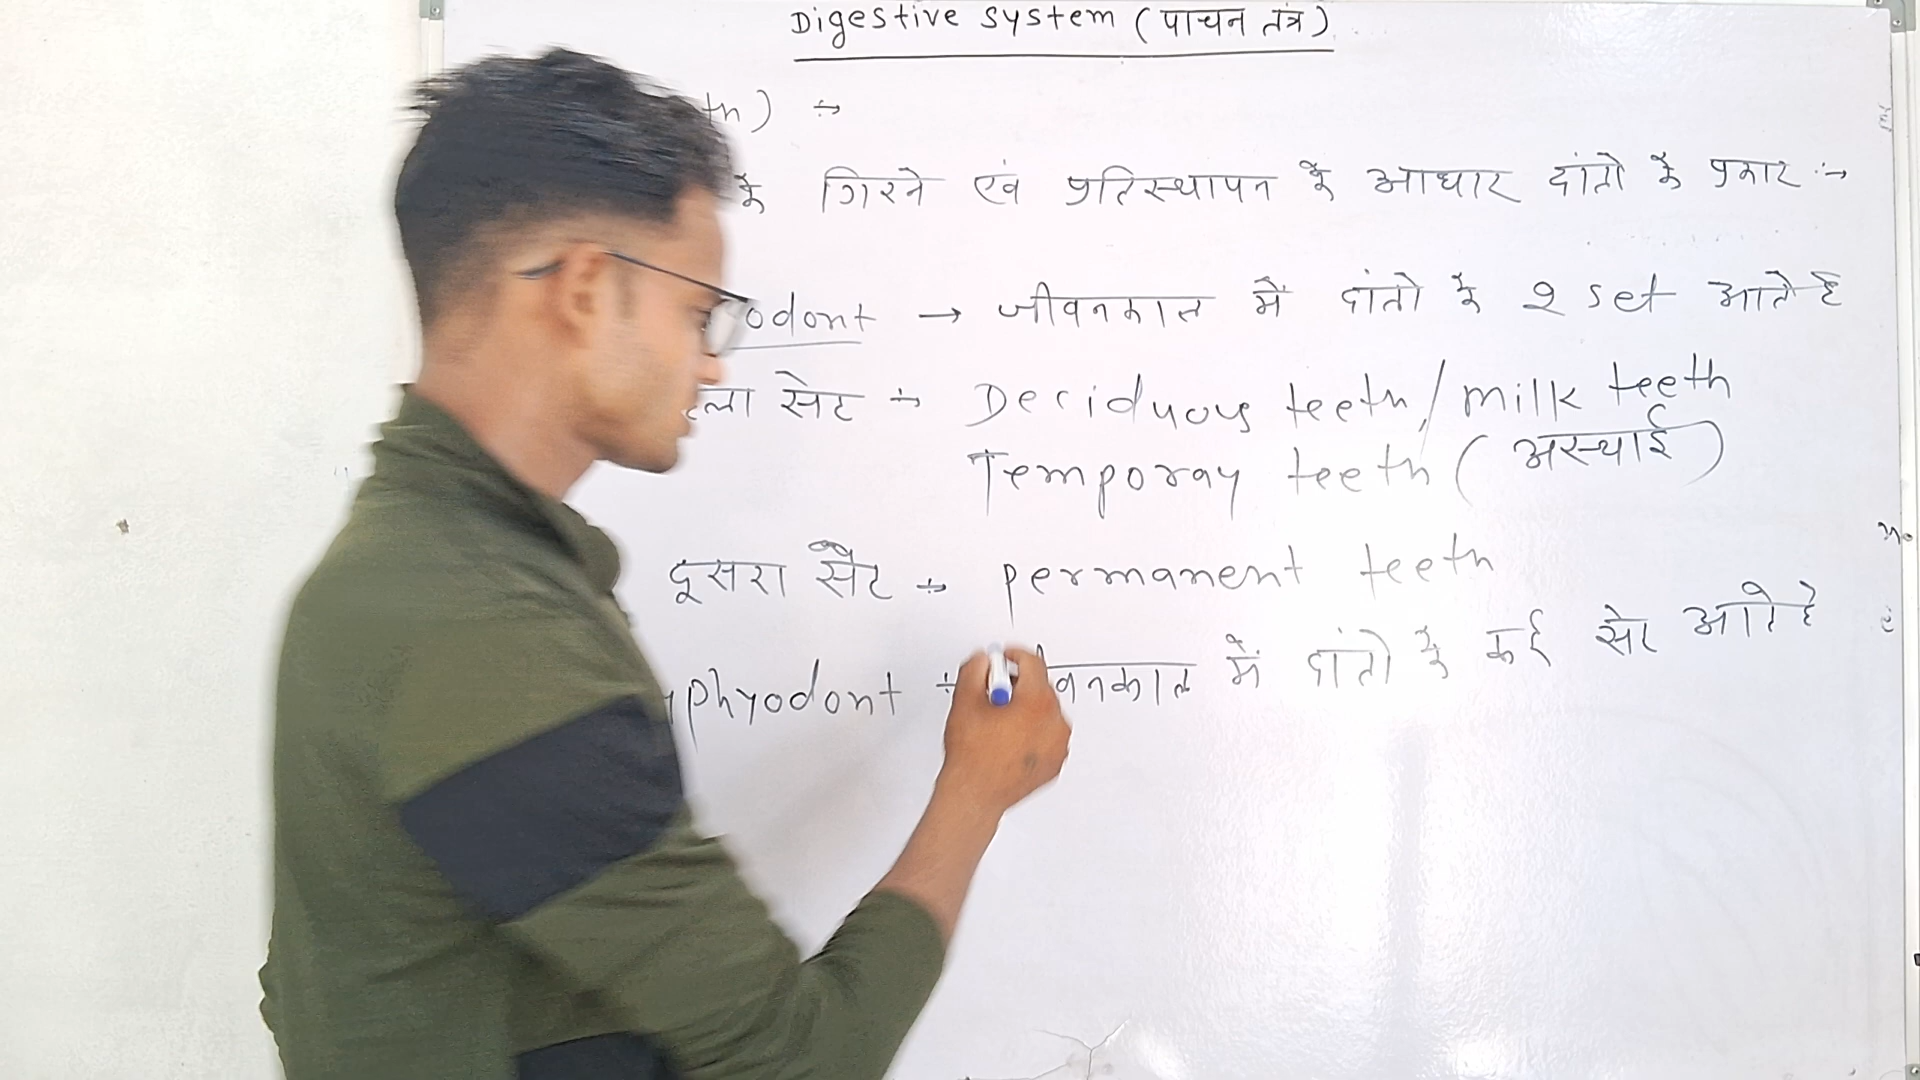 Digestive system (पाचन तंत्र)
th) ÷
के गिरने एवं प्रतिस्थापन के आधार दांतो के प्रकार :→
odont → जीवनकाल में दांतो के 2 set आते है
ला सेट ÷ Deciduous teeth/milk teeth
Temporay teeth (अस्थाई)
दूसरा सेट ÷ permanent teeth
yphyodont ÷ वनकाल में दांतो के कई सेट आते है